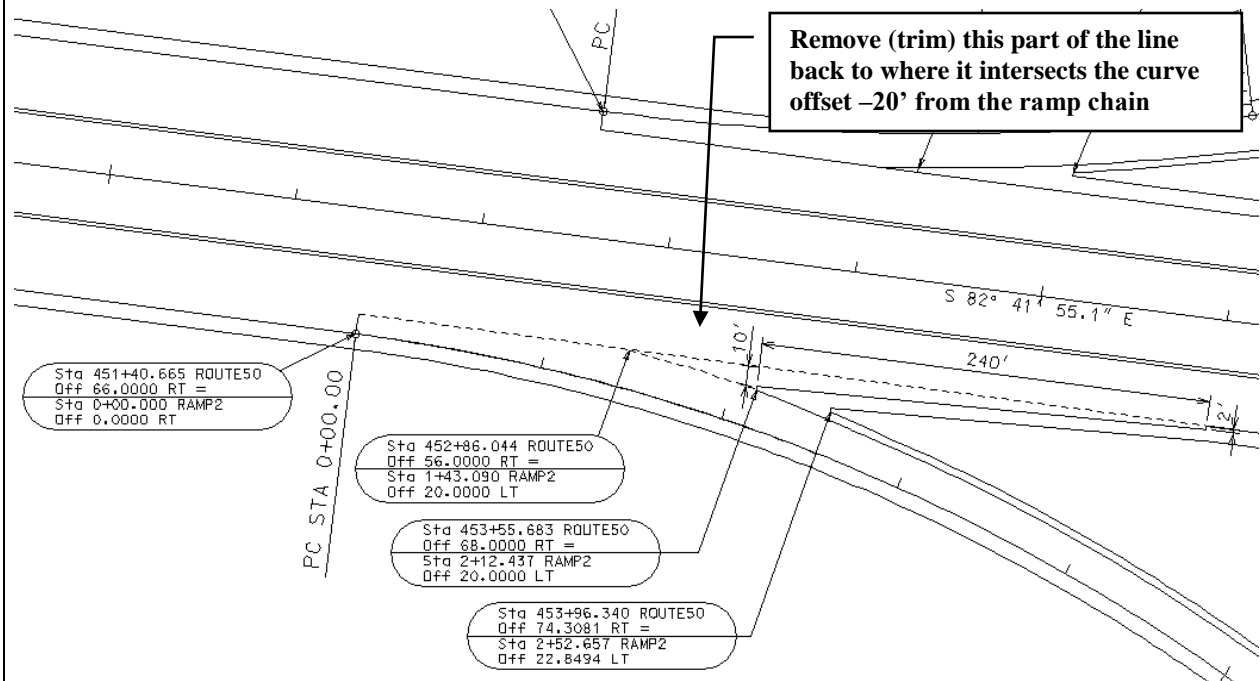 PC
Remove (trim) this part of the line
back to where it intersects the curve
offset –20’ from the ramp chain
S 82° 41' 55.1" E
10'
240'
2'
Sta 451+40.665 ROUTE50
Off 66.0000 RT =
Sta 0+00.000 RAMP2
Off 0.0000 RT
PC STA 0+00.00
Sta 452+86.044 ROUTE50
Off 56.0000 RT =
Sta 1+43.090 RAMP2
Off 20.0000 LT
Sta 453+55.683 ROUTE50
Off 68.0000 RT =
Sta 2+12.437 RAMP2
Off 20.0000 LT
Sta 453+96.340 ROUTE50
Off 74.3081 RT =
Sta 2+52.657 RAMP2
Off 22.8494 LT